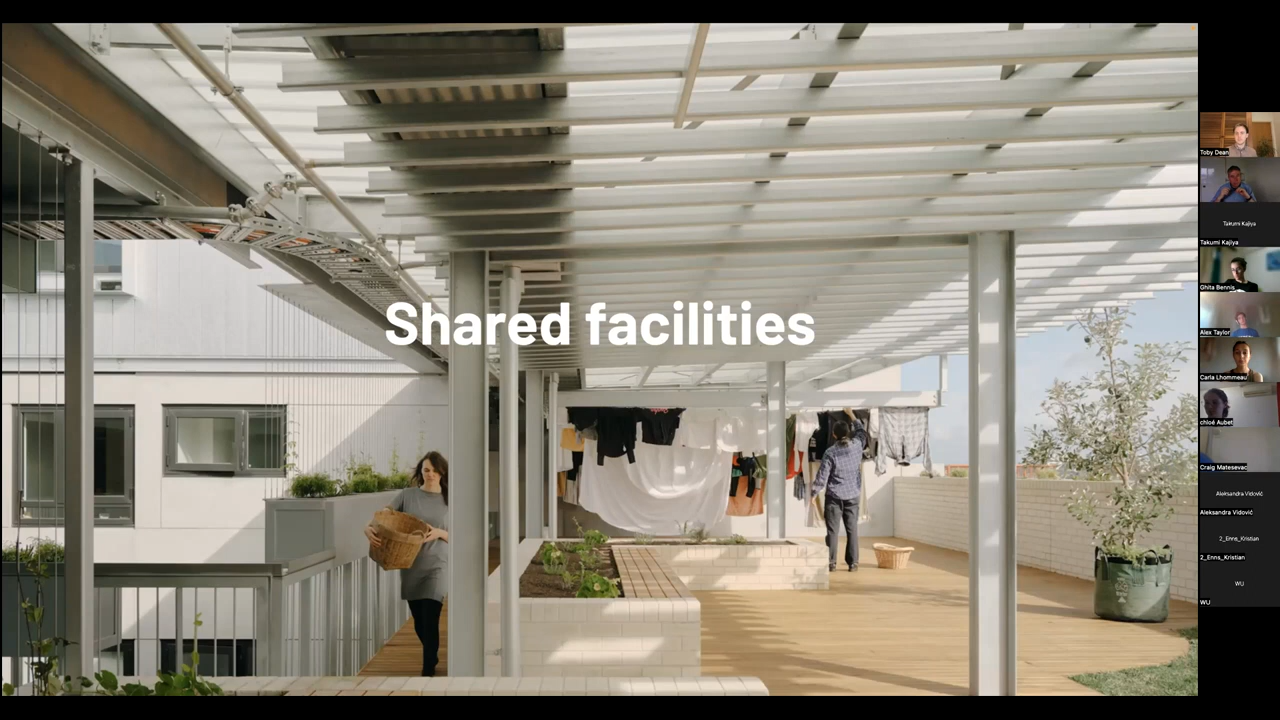 Shared facilities
Toby Dean
Takumi Kajiya
Takumi Kajiya
Ghita Bennis
Alex Taylor
Carla Lhommeau
chloé Aubet
Craig Matesevac
Aleksandra Vidović
Aleksandra Vidović
2_Enns_Kristian
2_Enns_Kristian
WU
WU